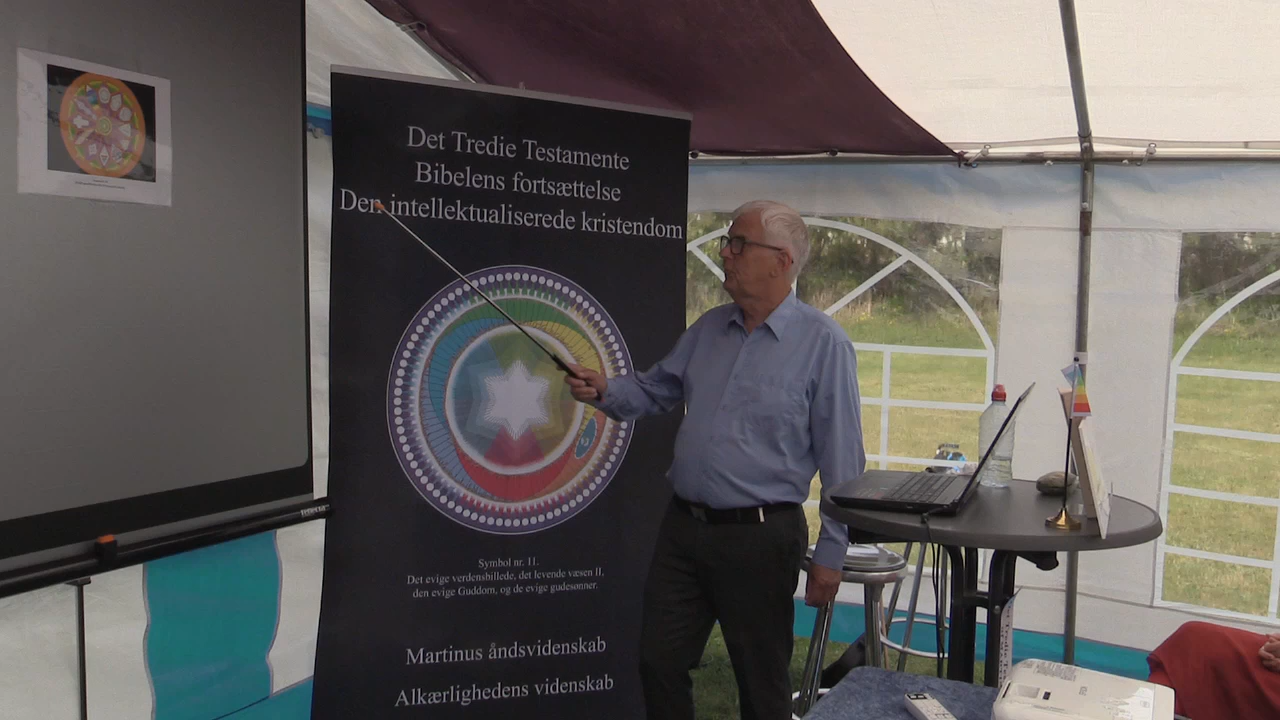 Det Tredie Testamente
Bibelens fortsættelse
Den intellektualiserede kristendom
Symbol nr. 11.
Det evige verdensbillede, det levende væsen II,
den evige Guddom, og de evige gudesønner.
Martinus åndsvidenskab
Alkærlighedens videnskab